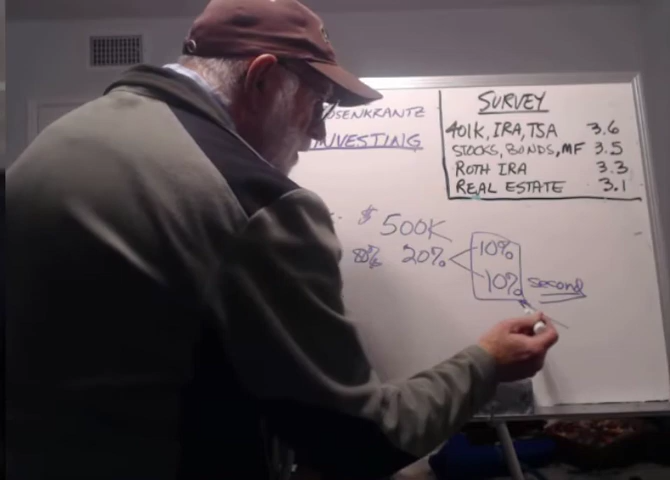 OSENKRANTZ
INVESTING
SURVEY
401K, IRA, TSA 3.6
STOCKS, BONDS, MF 3.5
ROTH IRA 3.3
REAL ESTATE 3.1
$ 500K
20% 10%
10% second